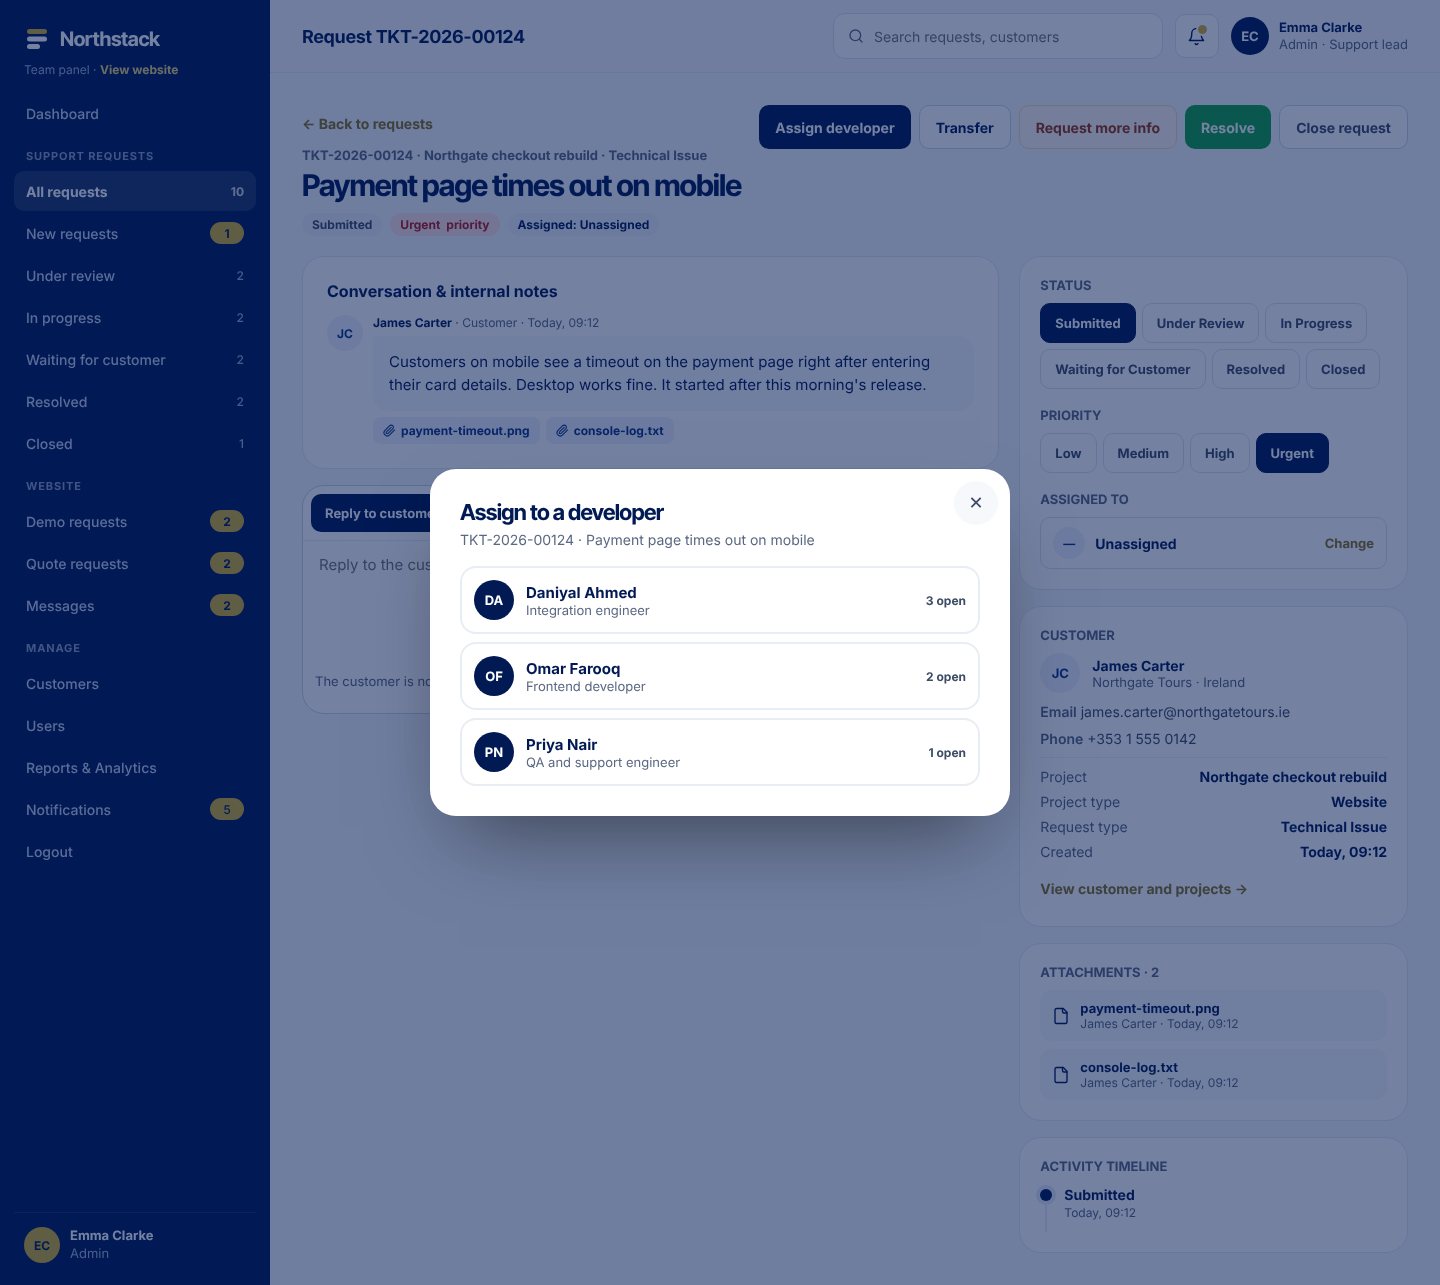 Northstack
Team panel · View website
Dashboard
SUPPORT REQUESTS
All requests 10
New requests 1
Under review 2
In progress 2
Waiting for customer 2
Resolved 2
Closed 1
WEBSITE
Demo requests 2
Quote requests 2
Messages 2
MANAGE
Customers
Users
Reports & Analytics
Notifications 5
Logout
EC Emma Clarke
Admin
Request TKT-2026-00124
Search requests, customers
EC Emma Clarke
Admin · Support lead
← Back to requests
Assign developer Transfer Request more info Resolve Close request
TKT-2026-00124 · Northgate checkout rebuild · Technical Issue
Payment page times out on mobile
Submitted Urgent priority Assigned: Unassigned
Conversation & internal notes
JC James Carter · Customer · Today, 09:12
Customers on mobile see a timeout on the payment page right after entering
their card details. Desktop works fine. It started after this morning's release.
payment-timeout.png console-log.txt
Reply to custome
Reply to the cus
The customer is no
Assign to a developer
TKT-2026-00124 · Payment page times out on mobile
DA Daniyal Ahmed
Integration engineer
3 open
OF Omar Farooq
Frontend developer
2 open
PN Priya Nair
QA and support engineer
1 open
STATUS
Submitted Under Review In Progress
Waiting for Customer Resolved Closed
PRIORITY
Low Medium High Urgent
ASSIGNED TO
— Unassigned Change
CUSTOMER
JC James Carter
Northgate Tours · Ireland
Email james.carter@northgatetours.ie
Phone +353 1 555 0142
Project Northgate checkout rebuild
Project type Website
Request type Technical Issue
Created Today, 09:12
View customer and projects →
ATTACHMENTS · 2
payment-timeout.png
James Carter · Today, 09:12
console-log.txt
James Carter · Today, 09:12
ACTIVITY TIMELINE
Submitted
Today, 09:12